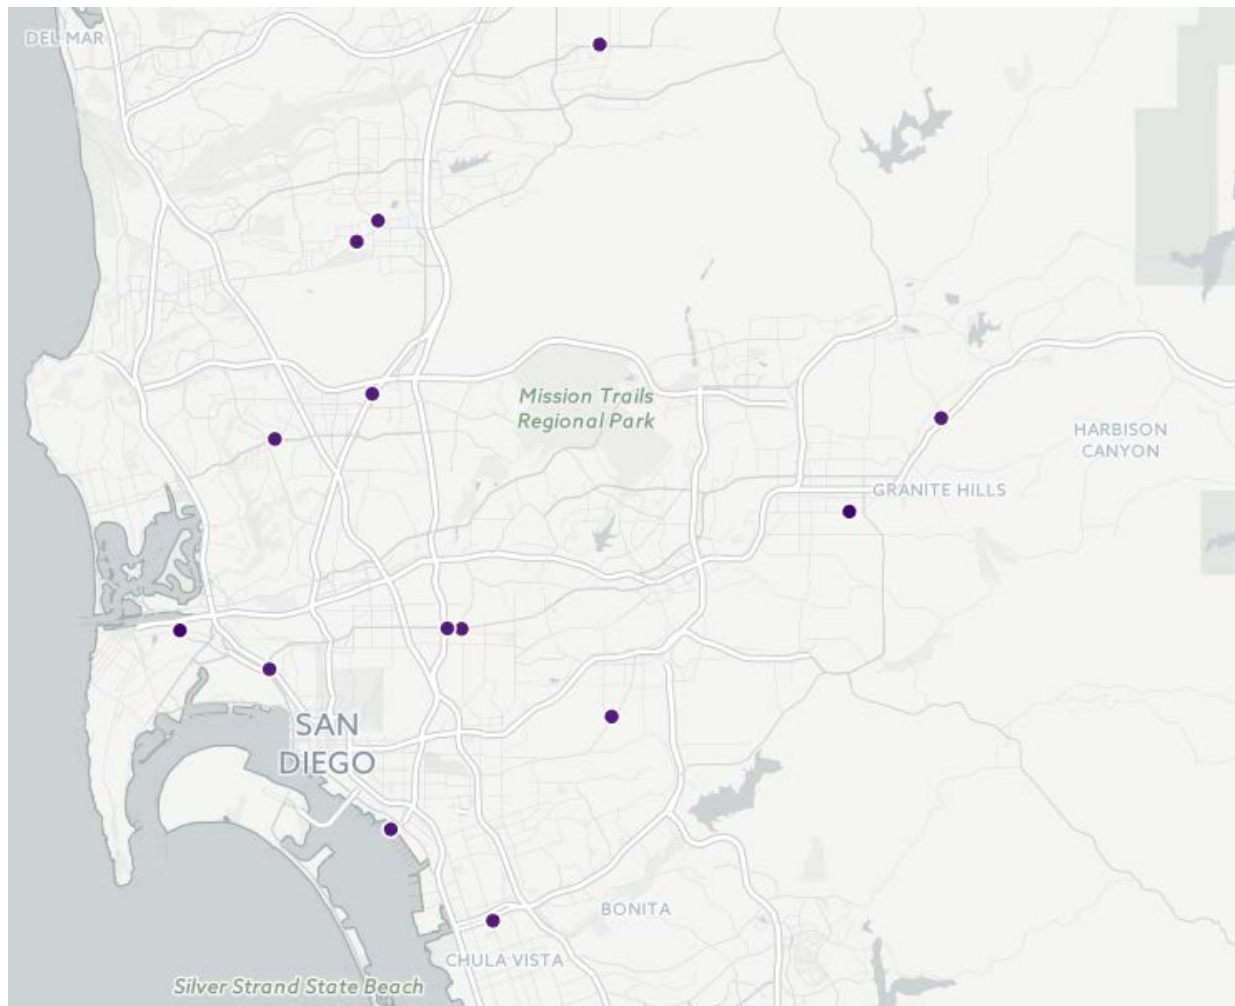 DEL MAR
Mission Trails
Regional Park
HARBISON
CANYON
GRANITE HILLS
SAN
DIEGO
BONITA
CHULA VISTA
Silver Strand State Beach